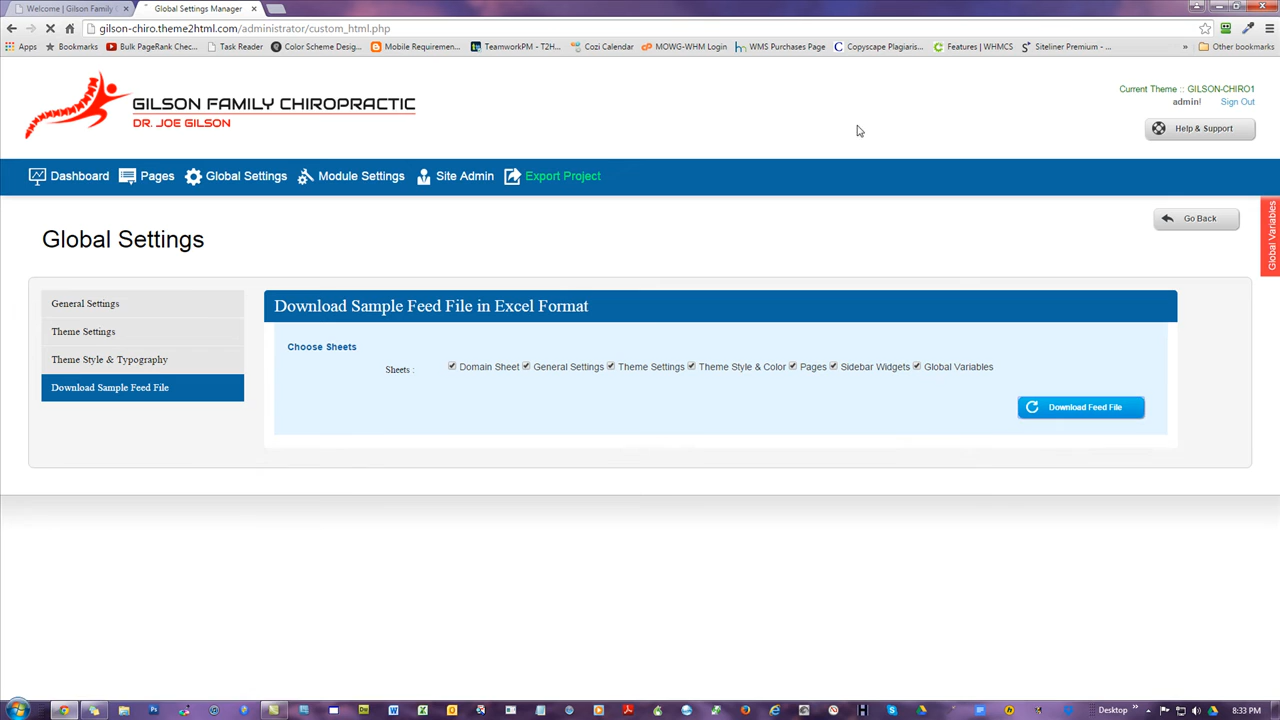 Welcome | Gilson Family C
Global Settings Manager
gilson-chiro.theme2html.com/administrator/custom_html.php
Apps
Bookmarks
Bulk PageRank Chec...
Task Reader
Color Scheme Desig...
Mobile Requiremen...
TeamworkPM - T2H...
Cozi Calendar
MOWG-WHM Login
WMS Purchases Page
Copyscape Plagiaris...
Features | WHMCS
Siteliner Premium - ...
»
Other bookmarks
GILSON FAMILY CHIROPRACTIC
DR. JOE GILSON
Current Theme :: GILSON-CHIRO1
admin! Sign Out
Help & Support
Dashboard
Pages
Global Settings
Module Settings
Site Admin
Export Project
Go Back
Global Variables
Global Settings
General Settings
Theme Settings
Theme Style & Typography
Download Sample Feed File
Download Sample Feed File in Excel Format
Choose Sheets
Sheets : Domain Sheet General Settings Theme Settings Theme Style & Color Pages Sidebar Widgets Global Variables
Download Feed File
Desktop » 8:33 PM